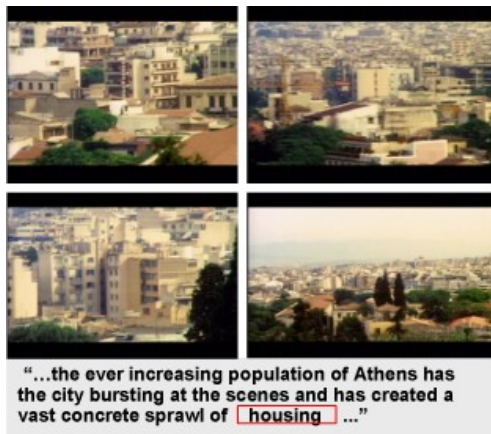 “...the ever increasing population of Athens has
the city bursting at the scenes and has created a
vast concrete sprawl of housing ...”